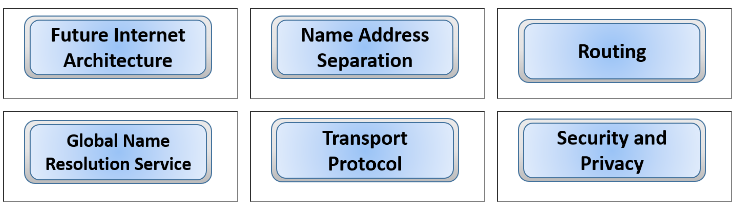 Future Internet
Architecture
Name Address
Separation
Routing
Global Name
Resolution Service
Transport
Protocol
Security and
Privacy